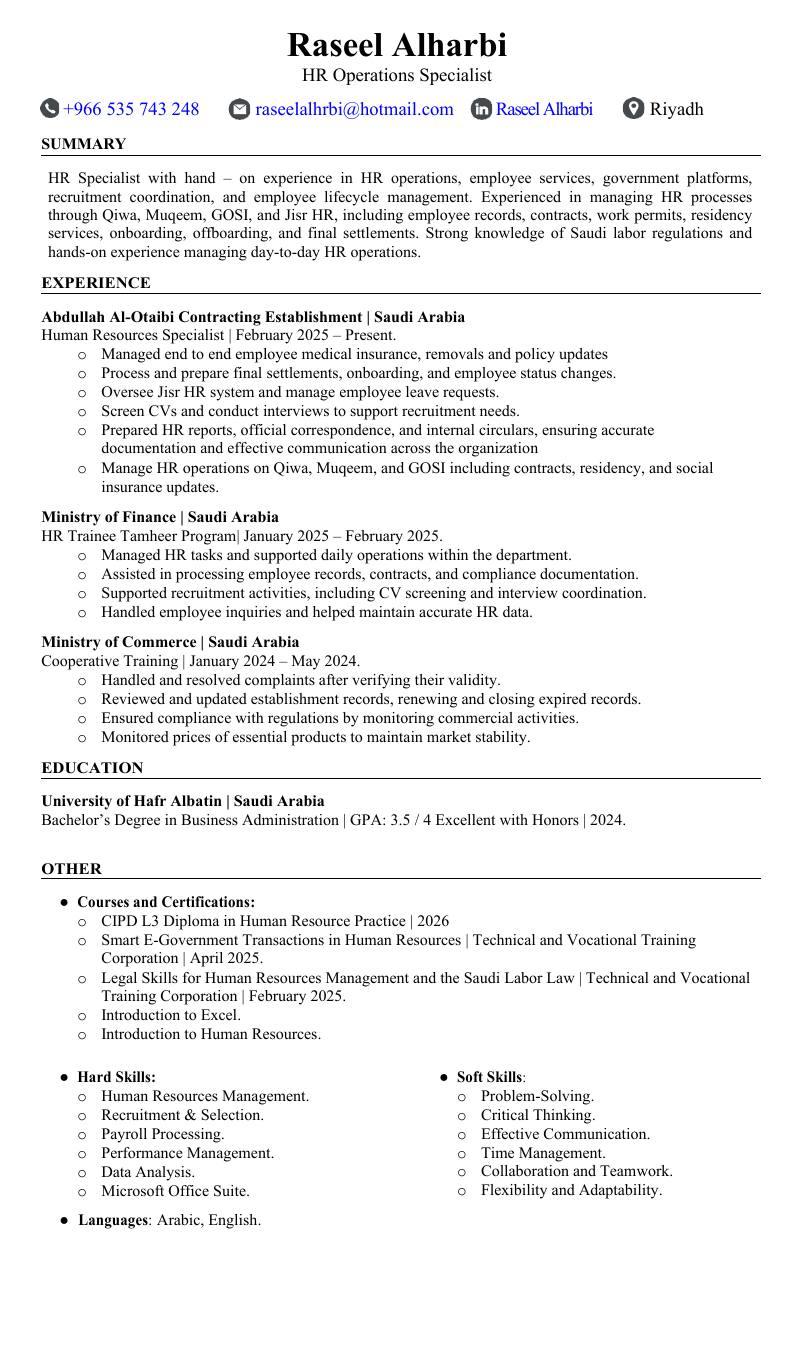 Raseel Alharbi
HR Operations Specialist
+966 535 743 248 raseelalhrbi@hotmail.com Raseel Alharbi Riyadh
SUMMARY
HR Specialist with hand – on experience in HR operations, employee services, government platforms,
recruitment coordination, and employee lifecycle management. Experienced in managing HR processes
through Qiwa, Muqeem, GOSI, and Jisr HR, including employee records, contracts, work permits, residency
services, onboarding, offboarding, and final settlements. Strong knowledge of Saudi labor regulations and
hands-on experience managing day-to-day HR operations.
EXPERIENCE
Abdullah Al-Otaibi Contracting Establishment | Saudi Arabia
Human Resources Specialist | February 2025 – Present.
o Managed end to end employee medical insurance, removals and policy updates
o Process and prepare final settlements, onboarding, and employee status changes.
o Oversee Jisr HR system and manage employee leave requests.
o Screen CVs and conduct interviews to support recruitment needs.
o Prepared HR reports, official correspondence, and internal circulars, ensuring accurate
documentation and effective communication across the organization
o Manage HR operations on Qiwa, Muqeem, and GOSI including contracts, residency, and social
insurance updates.
Ministry of Finance | Saudi Arabia
HR Trainee Tamheer Program| January 2025 – February 2025.
o Managed HR tasks and supported daily operations within the department.
o Assisted in processing employee records, contracts, and compliance documentation.
o Supported recruitment activities, including CV screening and interview coordination.
o Handled employee inquiries and helped maintain accurate HR data.
Ministry of Commerce | Saudi Arabia
Cooperative Training | January 2024 – May 2024.
o Handled and resolved complaints after verifying their validity.
o Reviewed and updated establishment records, renewing and closing expired records.
o Ensured compliance with regulations by monitoring commercial activities.
o Monitored prices of essential products to maintain market stability.
EDUCATION
University of Hafr Albatin | Saudi Arabia
Bachelor’s Degree in Business Administration | GPA: 3.5 / 4 Excellent with Honors | 2024.
OTHER
● Courses and Certifications:
o CIPD L3 Diploma in Human Resource Practice | 2026
o Smart E-Government Transactions in Human Resources | Technical and Vocational Training
Corporation | April 2025.
o Legal Skills for Human Resources Management and the Saudi Labor Law | Technical and Vocational
Training Corporation | February 2025.
o Introduction to Excel.
o Introduction to Human Resources.
● Hard Skills:
o Human Resources Management.
o Recruitment & Selection.
o Payroll Processing.
o Performance Management.
o Data Analysis.
o Microsoft Office Suite.
● Soft Skills:
o Problem-Solving.
o Critical Thinking.
o Effective Communication.
o Time Management.
o Collaboration and Teamwork.
o Flexibility and Adaptability.
● Languages: Arabic, English.